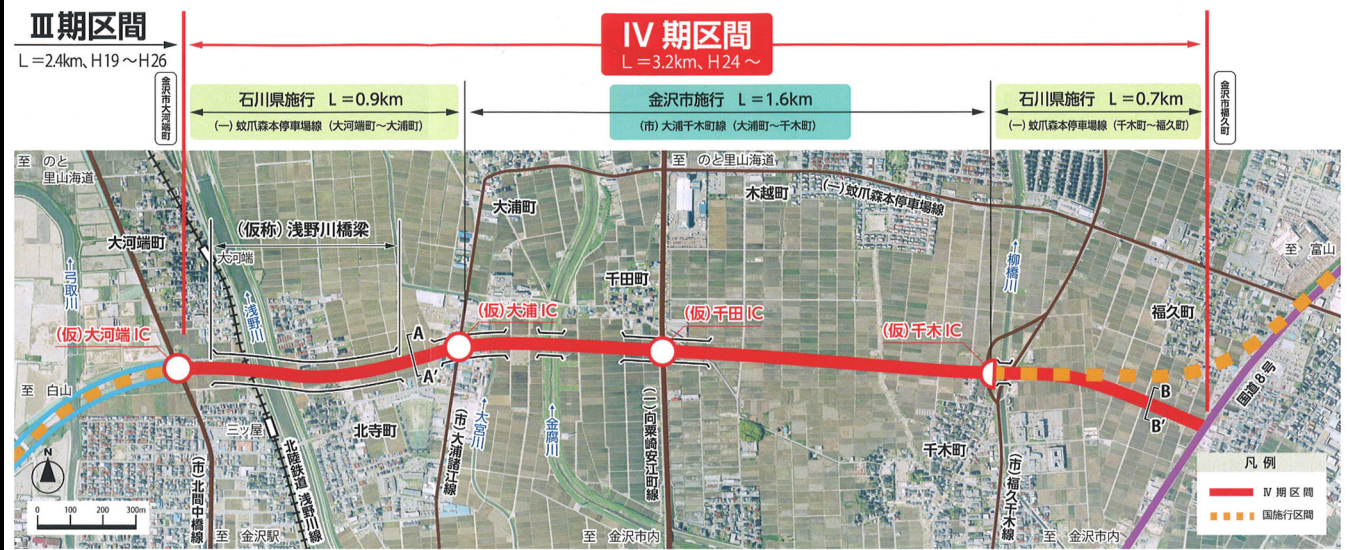 Ⅲ期区間
L=2.4km、H19～H26
Ⅳ 期区間
L=3.2km、H24～
金沢市大河端町
石川県施行 L=0.9km
(一) 蚊爪森本停車場線 (大河端町～大浦町)
金沢市施行 L=1.6km
(市) 大浦千木町線 (大浦町～千木町)
石川県施行 L=0.7km
(一) 蚊爪森本停車場線 (千木町～福久町)
金沢市福久町
至 のと
里山海道
至 のと里山海道
大河端町
(仮称) 浅野川橋梁
大河端
大浦町
木越町
(一) 蚊爪森本停車場線
千田町
←柳橋川
至 富山
福久町
←弓取川
←浅野川
(仮) 大河端 IC
A
A'
(仮) 大浦 IC
(仮) 千田 IC
(仮) 千木 IC
国道8号
B
B'
至 白山
三ツ屋
北寺町
←大宮川
←金腐川
千木町
N
0 100 200 300m
(市) 北間中橋線
至 金沢駅
北陸鉄道 浅野川線
(市) 大浦諸江線
至 金沢市内
(一) 向粟崎安江町線
(市) 福久千木線
至 金沢市内
凡 例
Ⅳ 期 区 間
国施行区間